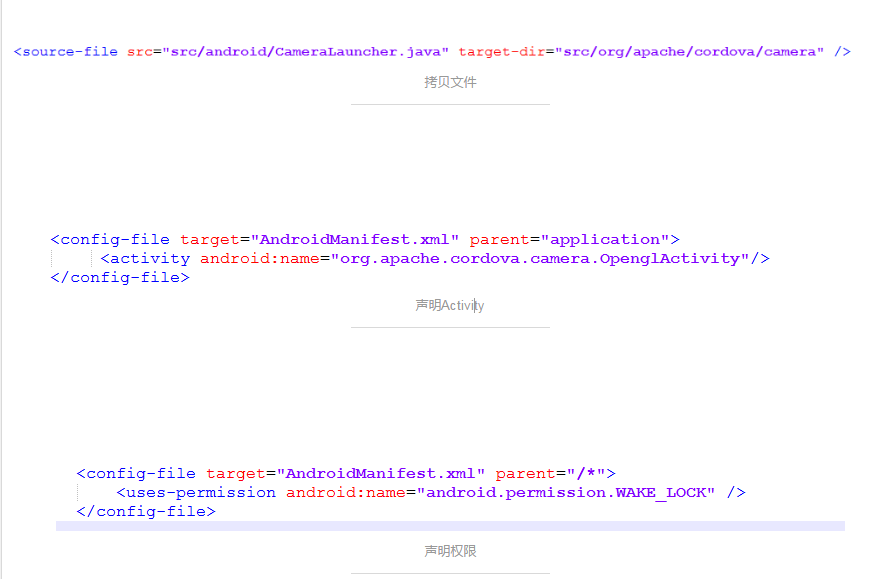 <source-file src="src/android/CameraLauncher.java" target-dir="src/org/apache/cordova/camera" />
拷贝文件
<config-file target="AndroidManifest.xml" parent="application">
<activity android:name="org.apache.cordova.camera.OpenglActivity"/>
</config-file>
声明Activity
<config-file target="AndroidManifest.xml" parent="/*">
<uses-permission android:name="android.permission.WAKE_LOCK" />
</config-file>
声明权限